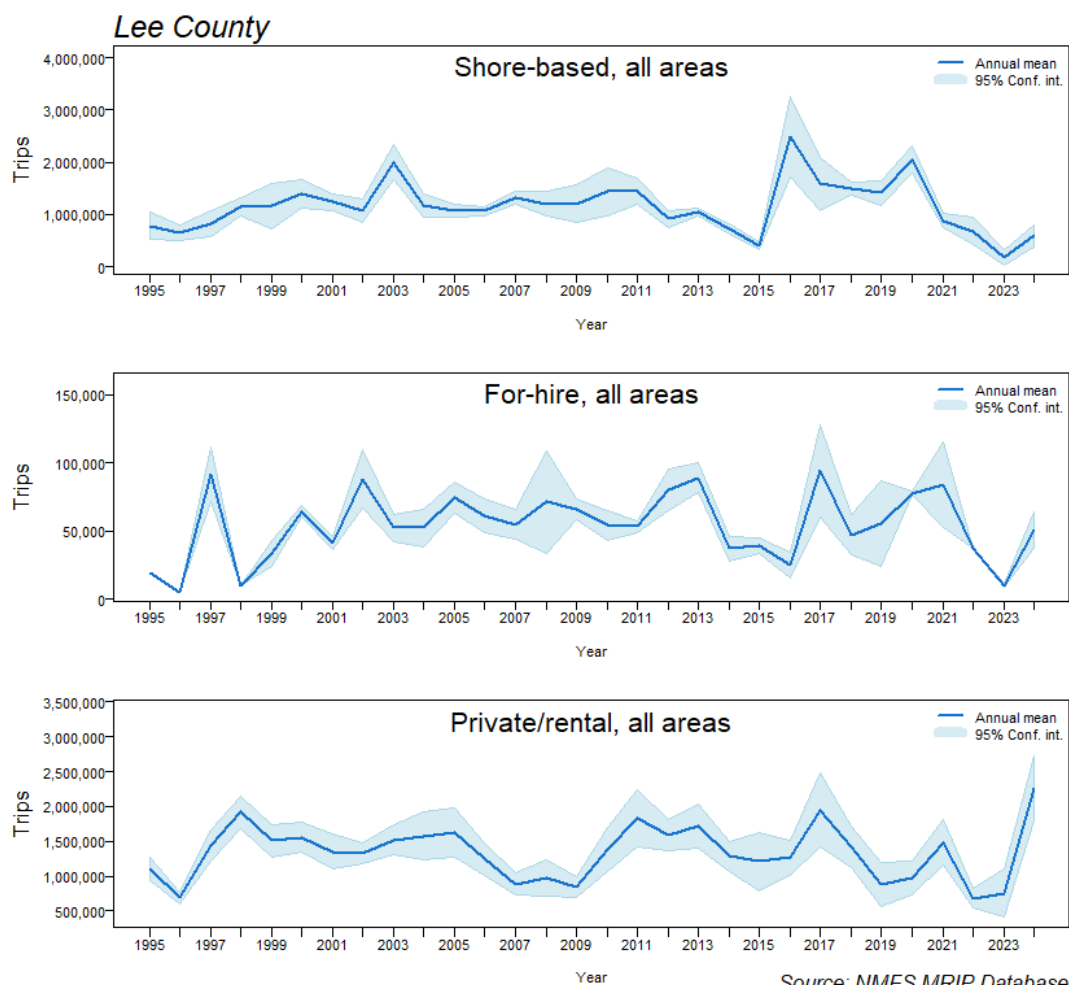 Lee County
Shore-based, all areas
Annual mean
95% Conf. int.
4,000,000
3,000,000
2,000,000
1,000,000
0
Trips
1995 1997 1999 2001 2003 2005 2007 2009 2011 2013 2015 2017 2019 2021 2023
Year
For-hire, all areas
Annual mean
95% Conf. int.
150,000
100,000
50,000
0
Trips
1995 1997 1999 2001 2003 2005 2007 2009 2011 2013 2015 2017 2019 2021 2023
Year
Private/rental, all areas
Annual mean
95% Conf. int.
3,500,000
3,000,000
2,500,000
2,000,000
1,500,000
1,000,000
500,000
Trips
1995 1997 1999 2001 2003 2005 2007 2009 2011 2013 2015 2017 2019 2021 2023
Year
Source: NMFS MRIP Database